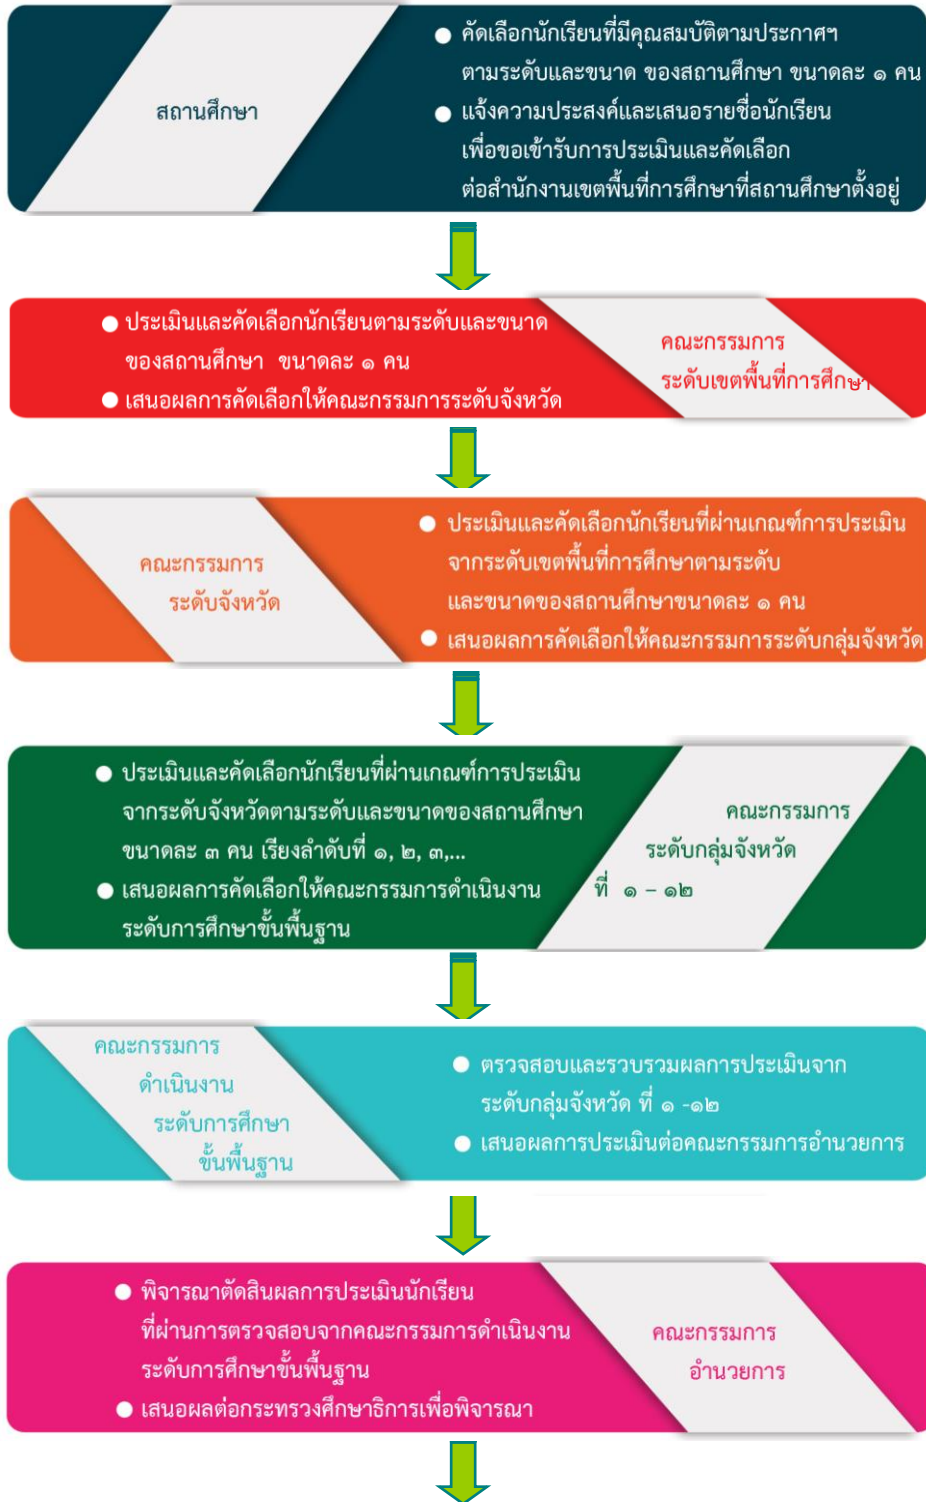 สถานศึกษา
● คัดเลือกนักเรียนที่มีคุณสมบัติตามประกาศฯ
ตามระดับและขนาด ของสถานศึกษา ขนาดละ ๑ คน
● แจ้งความประสงค์และเสนอรายชื่อนักเรียน
เพื่อขอเข้ารับการประเมินและคัดเลือก
ต่อสำนักงานเขตพื้นที่การศึกษาที่สถานศึกษาตั้งอยู่
● ประเมินและคัดเลือกนักเรียนตามระดับและขนาด
ของสถานศึกษา ขนาดละ ๑ คน
● เสนอผลการคัดเลือกให้คณะกรรมการระดับจังหวัด
คณะกรรมการ
ระดับเขตพื้นที่การศึกษา
คณะกรรมการ
ระดับจังหวัด
● ประเมินและคัดเลือกนักเรียนที่ผ่านเกณฑ์การประเมิน
จากระดับเขตพื้นที่การศึกษาตามระดับ
และขนาดของสถานศึกษาขนาดละ ๑ คน
● เสนอผลการคัดเลือกให้คณะกรรมการระดับกลุ่มจังหวัด
● ประเมินและคัดเลือกนักเรียนที่ผ่านเกณฑ์การประเมิน
จากระดับจังหวัดตามระดับและขนาดของสถานศึกษา
ขนาดละ ๓ คน เรียงลำดับที่ ๑, ๒, ๓,...
● เสนอผลการคัดเลือกให้คณะกรรมการดำเนินงาน
ระดับการศึกษาขั้นพื้นฐาน
คณะกรรมการ
ระดับกลุ่มจังหวัด
ที่ ๑ – ๑๒
คณะกรรมการ
ดำเนินงาน
ระดับการศึกษา
ขั้นพื้นฐาน
● ตรวจสอบและรวบรวมผลการประเมินจาก
ระดับกลุ่มจังหวัด ที่ ๑ -๑๒
● เสนอผลการประเมินต่อคณะกรรมการอำนวยการ
● พิจารณาตัดสินผลการประเมินนักเรียน
ที่ผ่านการตรวจสอบจากคณะกรรมการดำเนินงาน
ระดับการศึกษาขั้นพื้นฐาน
● เสนอผลต่อกระทรวงศึกษาธิการเพื่อพิจารณา
คณะกรรมการ
อำนวยการ